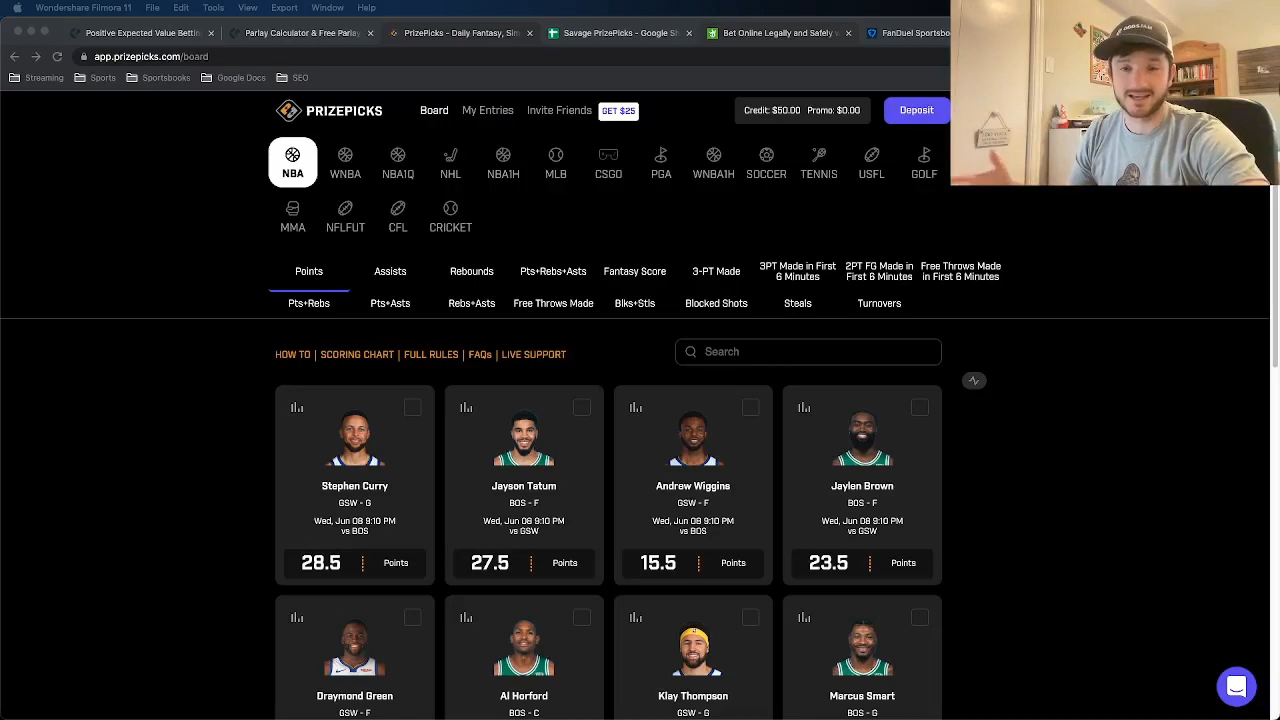 Wondershare Filmora 11 File Edit Tools View Export Window Help
Positive Expected Value Bettin
Parlay Calculator & Free Parla
Savage PrizePicks - Google Sh
Bet Online Legally and Safely w
FanDuel Sportsbo
app.prizepicks.com/board
Streaming Sports Sportsbooks Google Docs SEO
PRIZEPICKS Board My Entries Invite Friends GET $25 Credit: $50.00 Promo: $0.00 Deposit
NBA WNBA NBA1Q NHL NBA1H MLB CSGO PGA WNBA1H SOCCER TENNIS USFL GOLF
MMA NFLFUT CFL CRICKET
Points Assists Rebounds Pts+Rebs+Asts Fantasy Score 3-PT Made 3PT Made in First 6 Minutes 2PT FG Made in First 6 Minutes Free Throws Made in First 6 Minutes
Pts+Rebs Pts+Asts Rebs+Asts Free Throws Made Blks+Stls Blocked Shots Steals Turnovers
HOW TO | SCORING CHART | FULL RULES | FAQs | LIVE SUPPORT
Search
Stephen Curry
GSW - G
Wed, Jun 08 9:10 PM
vs BOS
28.5 Points
Jayson Tatum
BOS - F
Wed, Jun 08 9:10 PM
vs GSW
27.5 Points
Andrew Wiggins
GSW - F
Wed, Jun 08 9:10 PM
vs BOS
15.5 Points
Jaylen Brown
BOS - F
Wed, Jun 08 9:10 PM
vs GSW
23.5 Points
Draymond Green
GSW - F
Al Horford
BOS - C
Klay Thompson
GSW - G
Marcus Smart
BOS - G